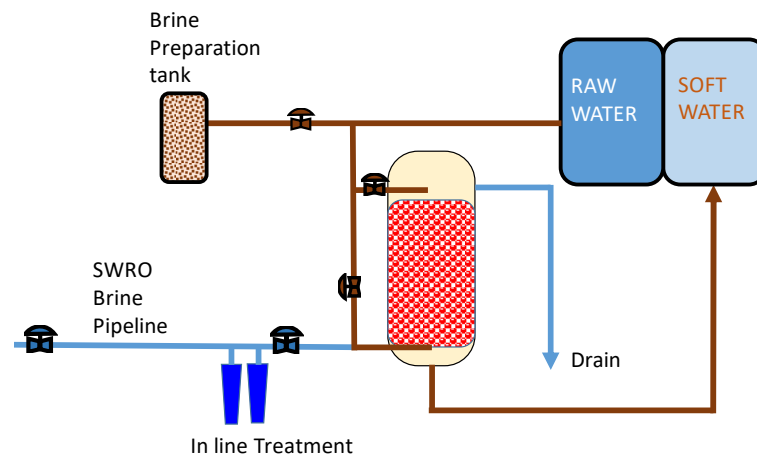 Brine
Preparation
tank
RAW
WATER
SOFT
WATER
SWRO
Brine
Pipeline
Drain
In line Treatment